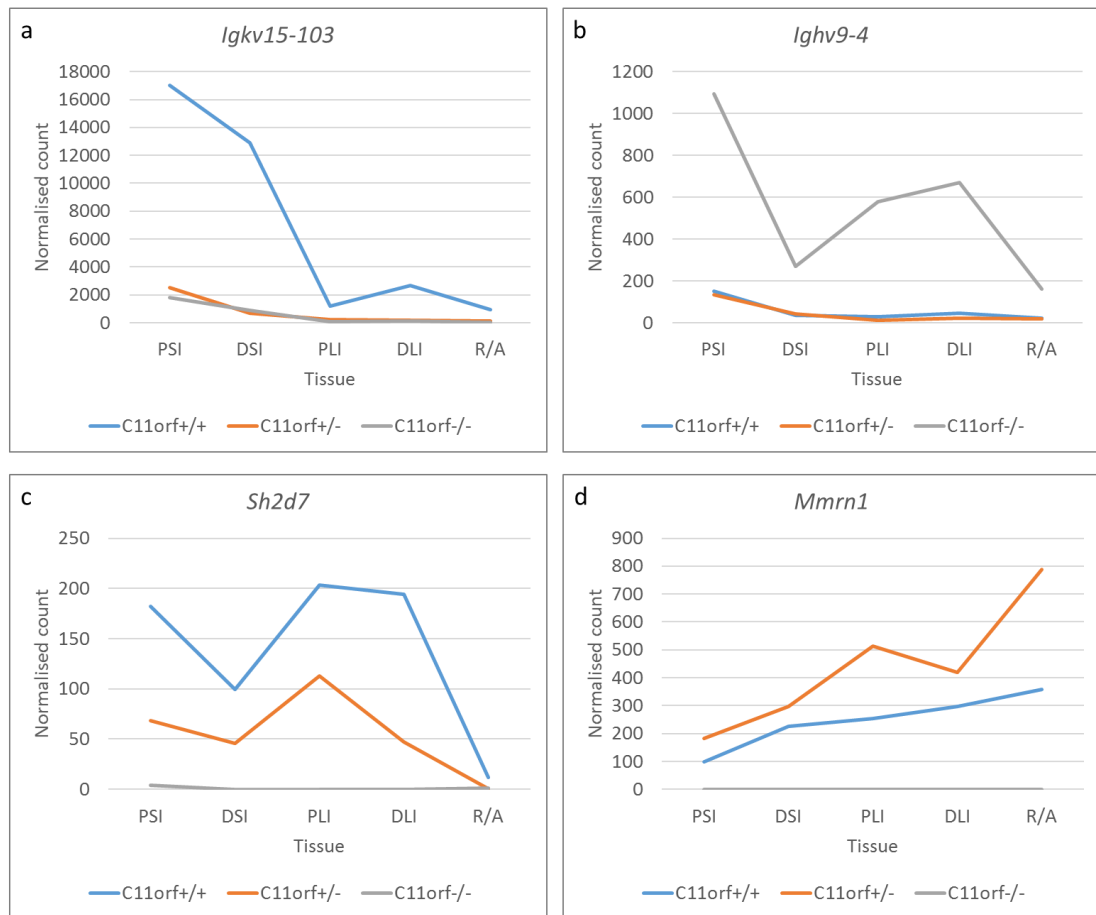 a
Igkv15-103
18000
16000
14000
12000
10000
8000
6000
4000
2000
0
Normalised count
PSI DSI PLI DLI R/A
Tissue
C11orf+/+ C11orf+/- C11orf-/-
b
Ighv9-4
1200
1000
800
600
400
200
0
Normalised count
PSI DSI PLI DLI R/A
Tissue
C11orf+/+ C11orf+/- C11orf-/-
c
Sh2d7
250
200
150
100
50
0
Normalised count
PSI DSI PLI DLI R/A
Tissue
C11orf+/+ C11orf+/- C11orf-/-
d
Mmrn1
900
800
700
600
500
400
300
200
100
0
Normalised count
PSI DSI PLI DLI R/A
Tissue
C11orf+/+ C11orf+/- C11orf-/-